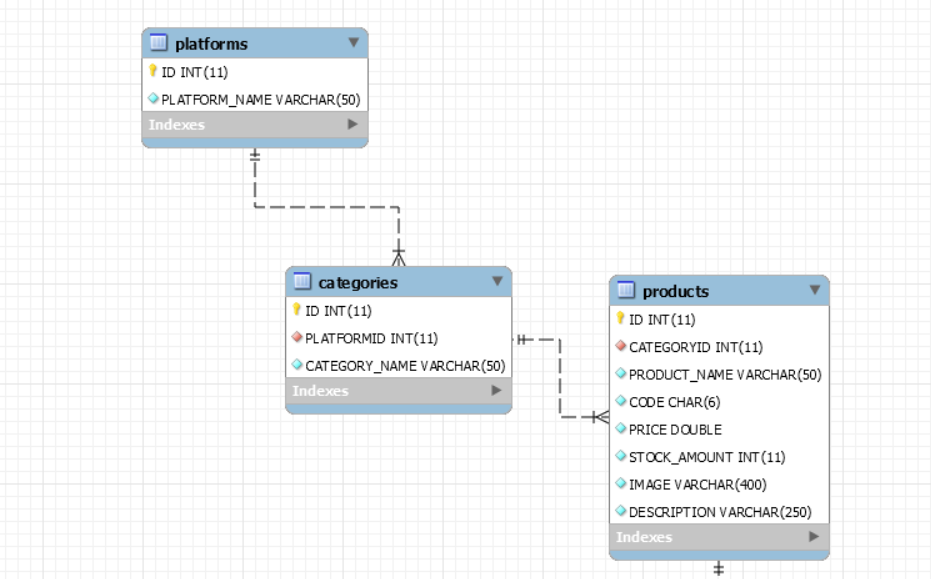 platforms
ID INT(11)
PLATFORM_NAME VARCHAR(50)
Indexes
categories
ID INT(11)
PLATFORMID INT(11)
CATEGORY_NAME VARCHAR(50)
Indexes
products
ID INT(11)
CATEGORYID INT(11)
PRODUCT_NAME VARCHAR(50)
CODE CHAR(6)
PRICE DOUBLE
STOCK_AMOUNT INT(11)
IMAGE VARCHAR(400)
DESCRIPTION VARCHAR(250)
Indexes